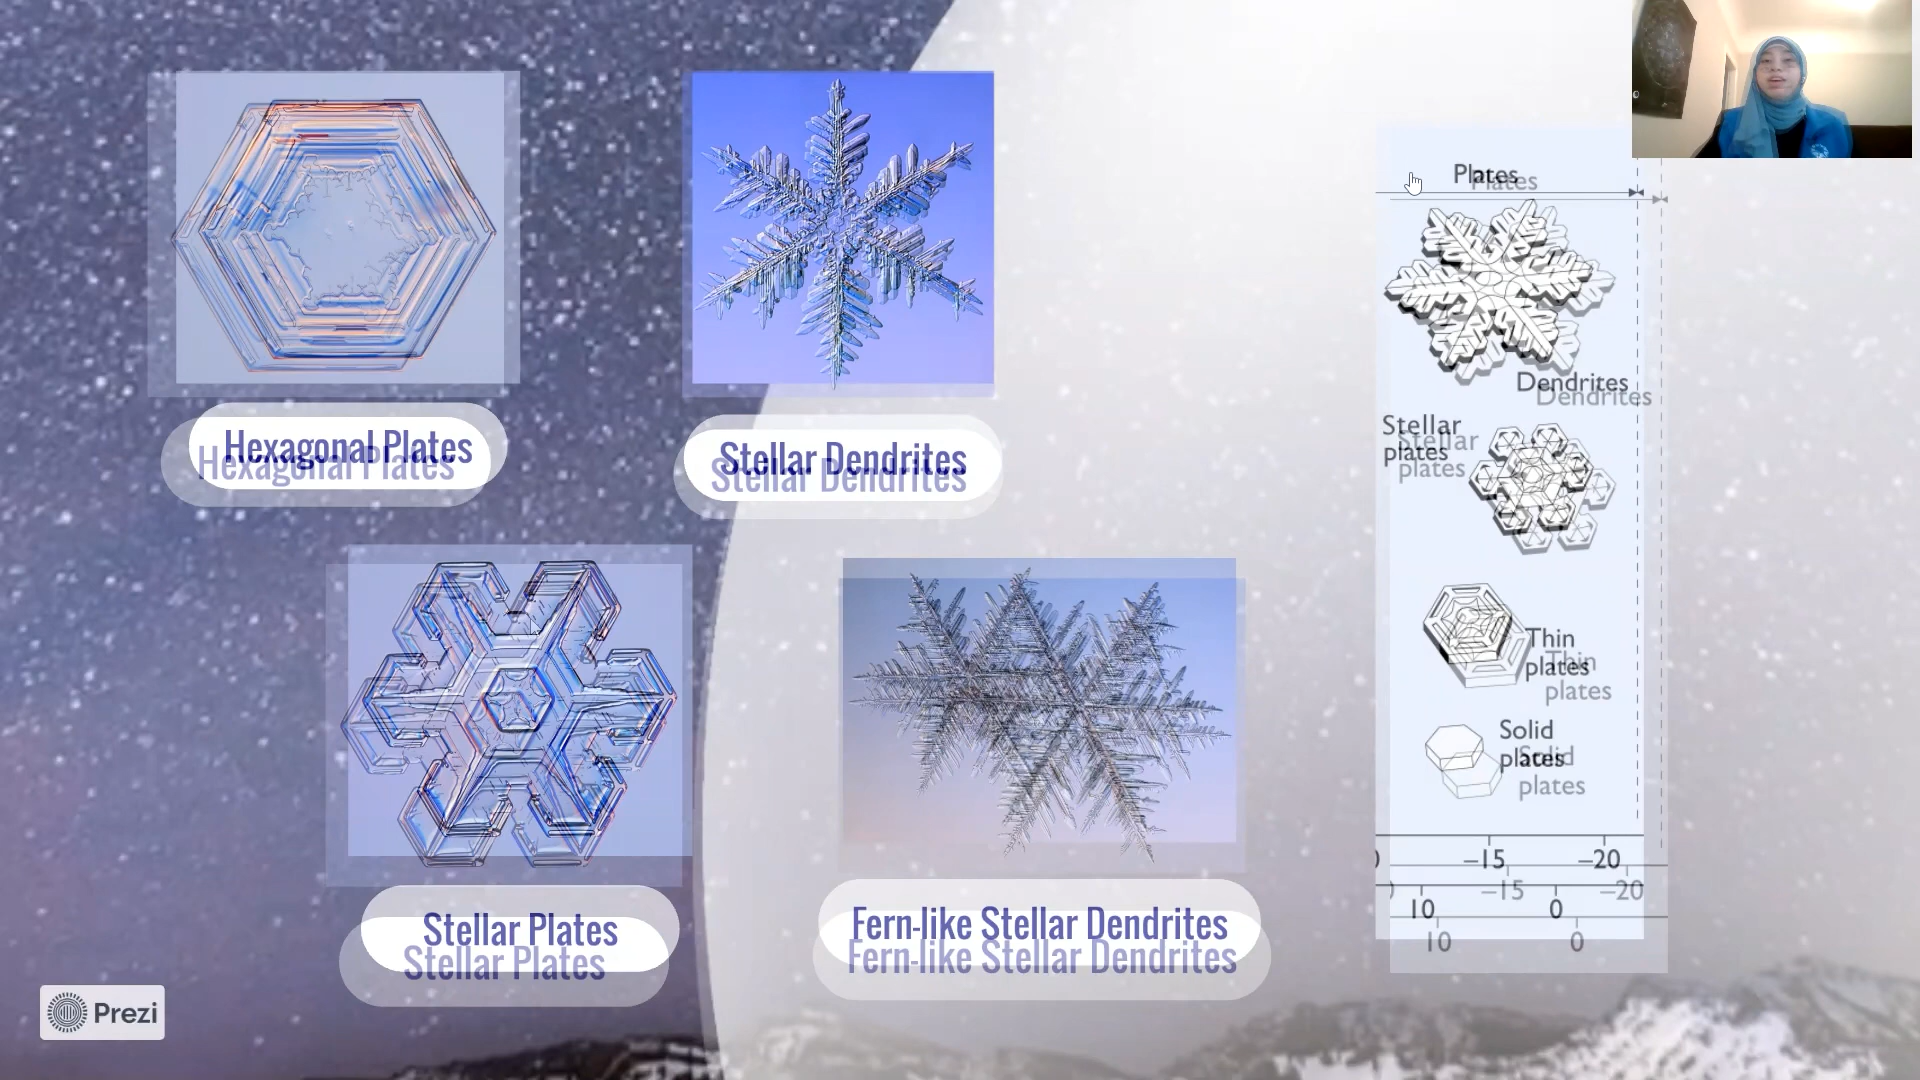 Plates
Dendrites
Stellar
plates
Thin
plates
Solid
plates
-15 -20
10 0
Hexagonal Plates
Stellar Dendrites
Stellar Plates
Fern-like Stellar Dendrites
Prezi